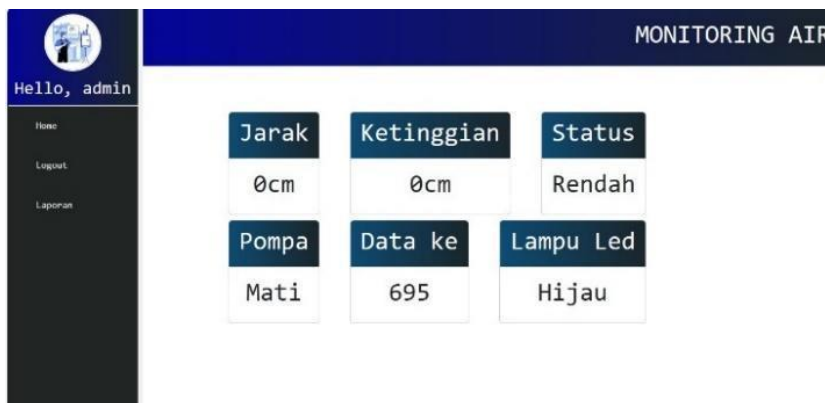 MONITORING AIR
Hello, admin
Home
Logout
Laporan
Jarak
0cm
Ketinggian
0cm
Status
Rendah
Pompa
Mati
Data ke
695
Lampu Led
Hijau